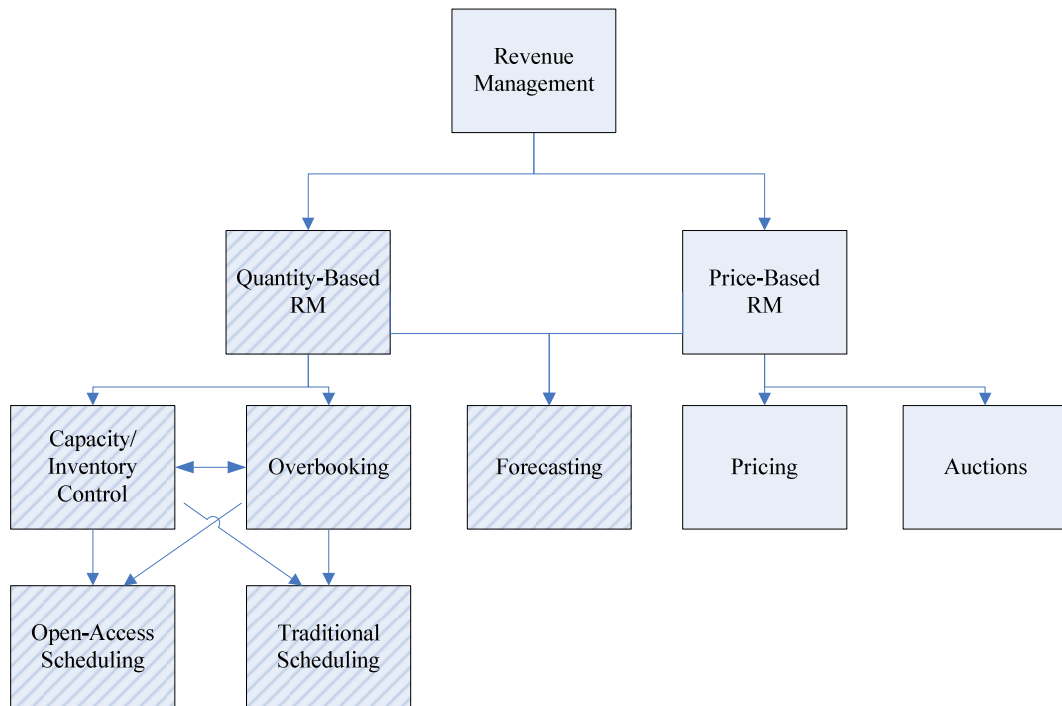 Revenue
Management
Quantity-Based
RM
Price-Based
RM
Capacity/
Inventory
Control
Overbooking
Forecasting
Pricing
Auctions
Open-Access
Scheduling
Traditional
Scheduling